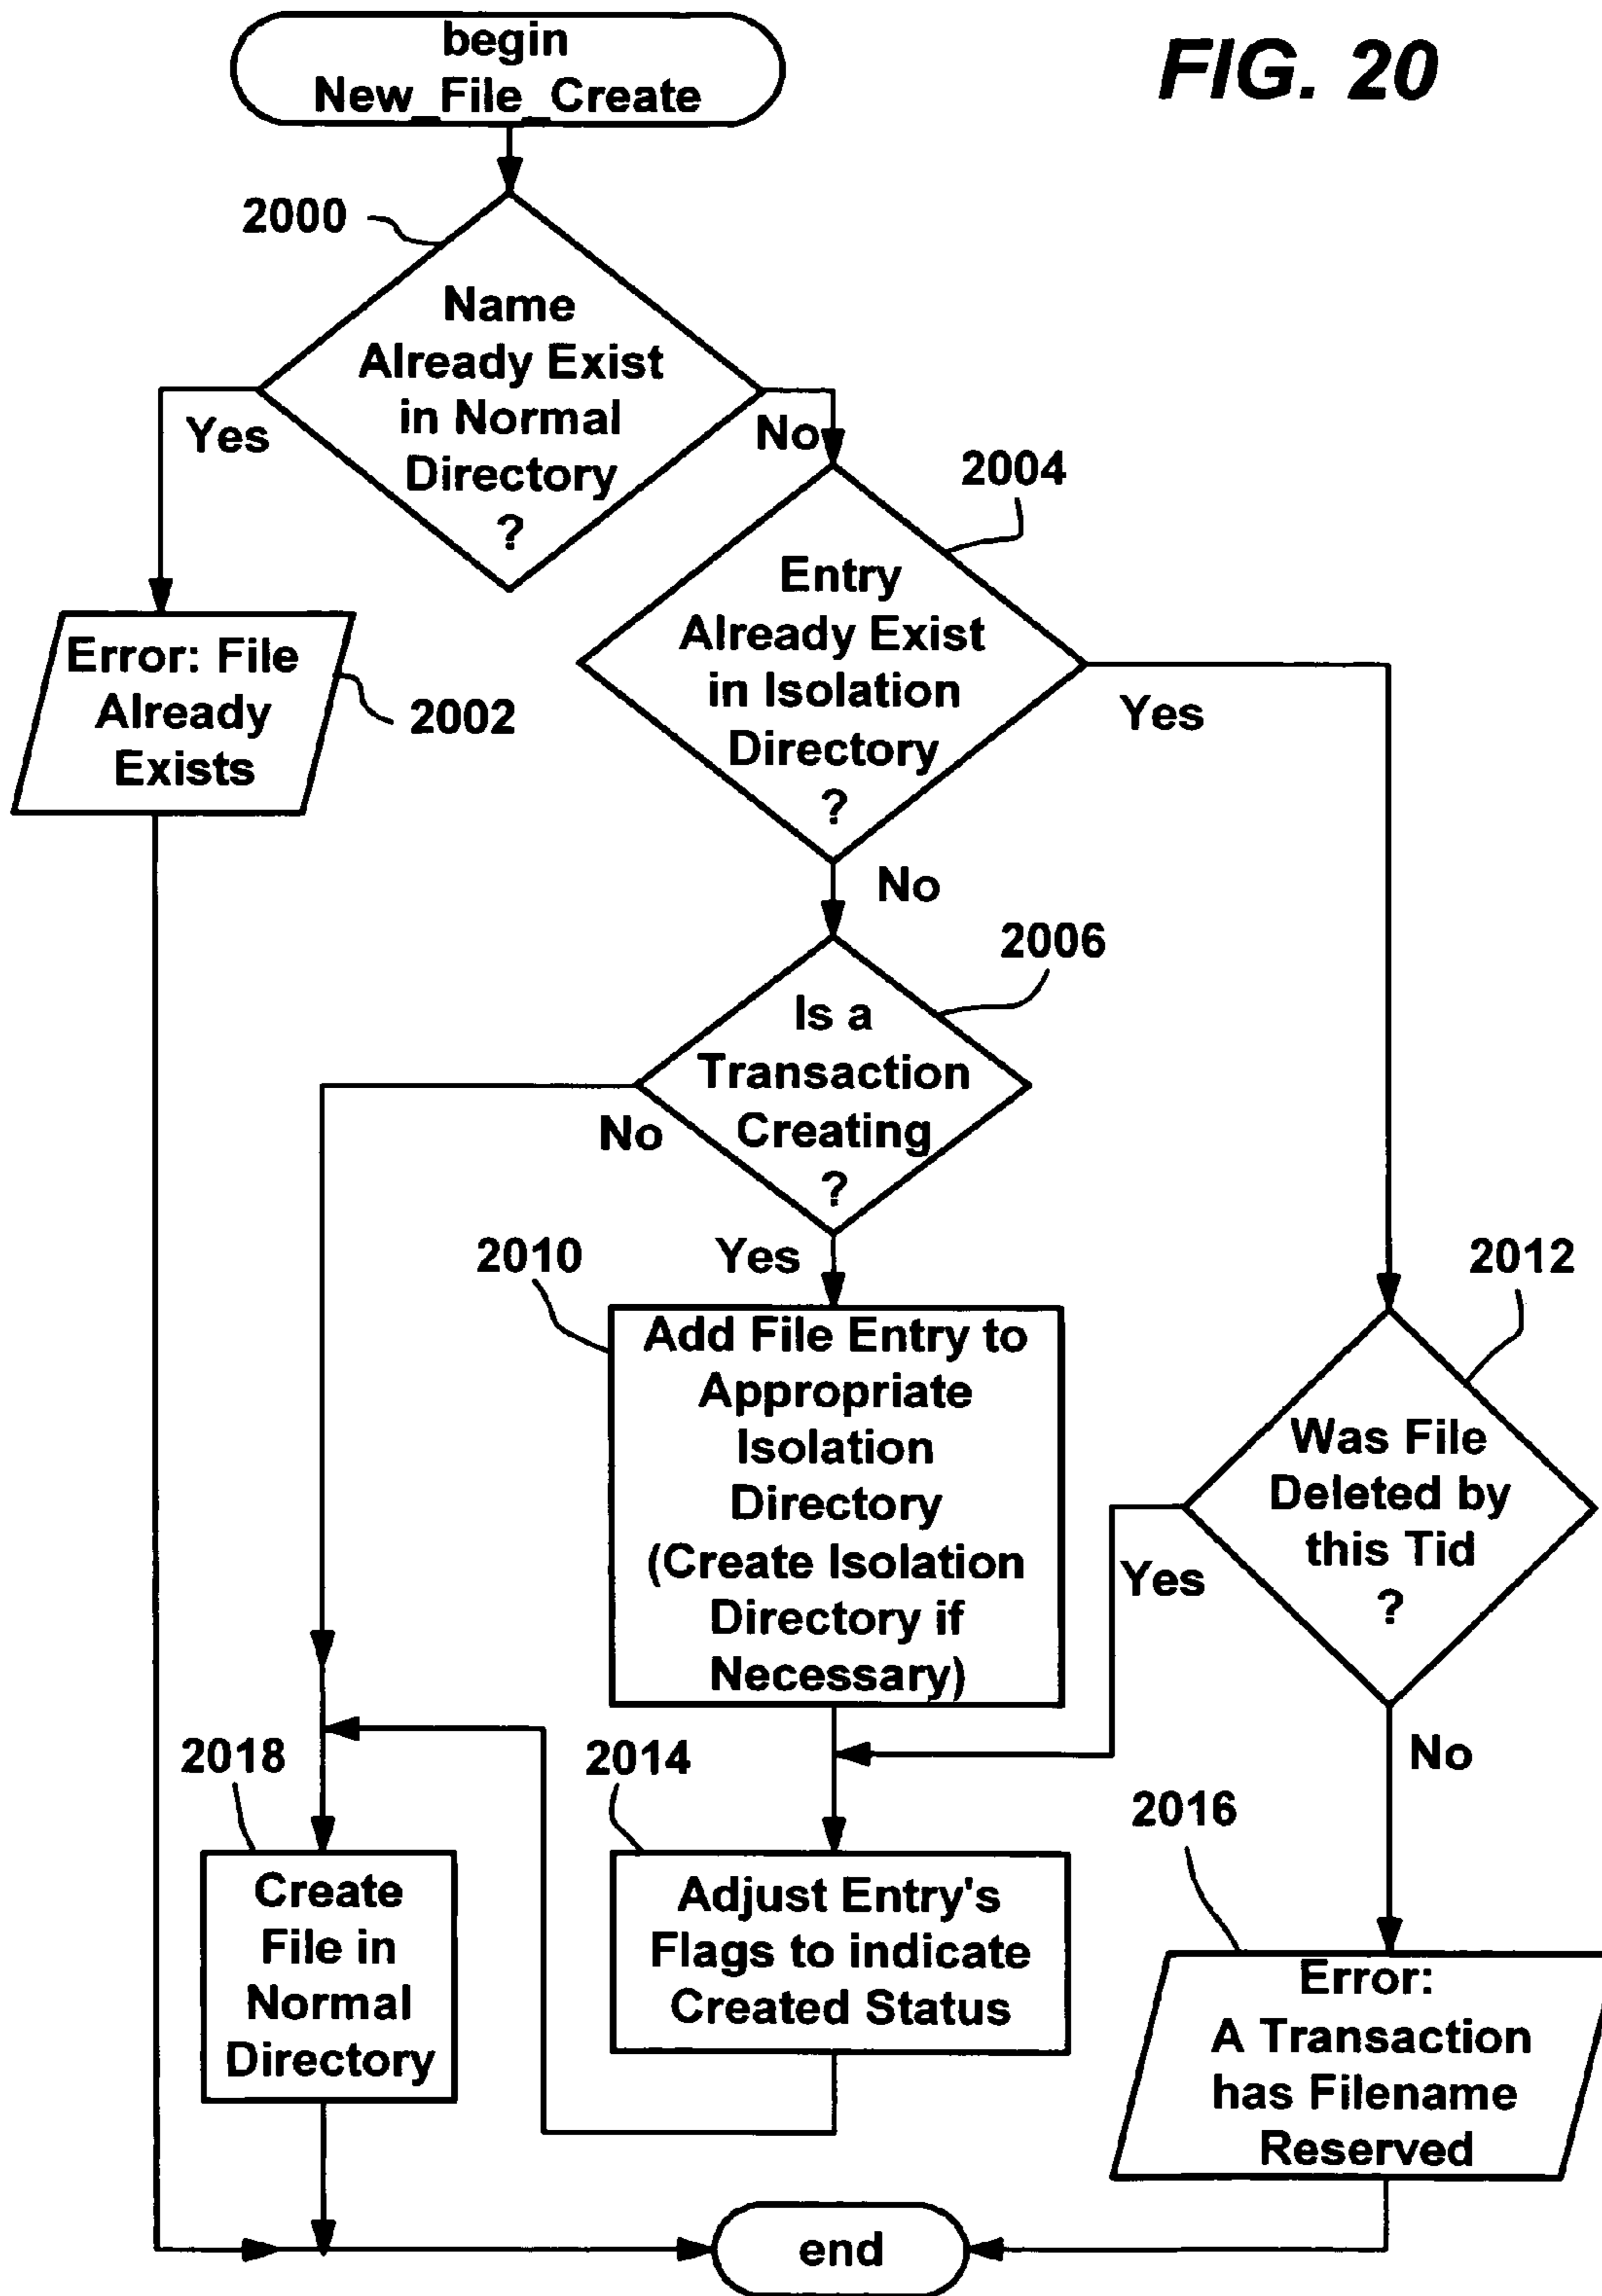 FIG. 20
begin
New_File_Create
2000
Name
Already Exist
in Normal
Directory
?
Yes
No
2004
Entry
Already Exist
in Isolation
Directory
?
Yes
No
Error: File
Already
Exists
2002
2006
Is a
Transaction
Creating
?
No
Yes
2010
Add File Entry to
Appropriate
Isolation
Directory
(Create Isolation
Directory if
Necessary)
2012
Was File
Deleted by
this Tid
?
Yes
No
2018
Create
File in
Normal
Directory
2014
Adjust Entry's
Flags to indicate
Created Status
2016
Error:
A Transaction
has Filename
Reserved
end